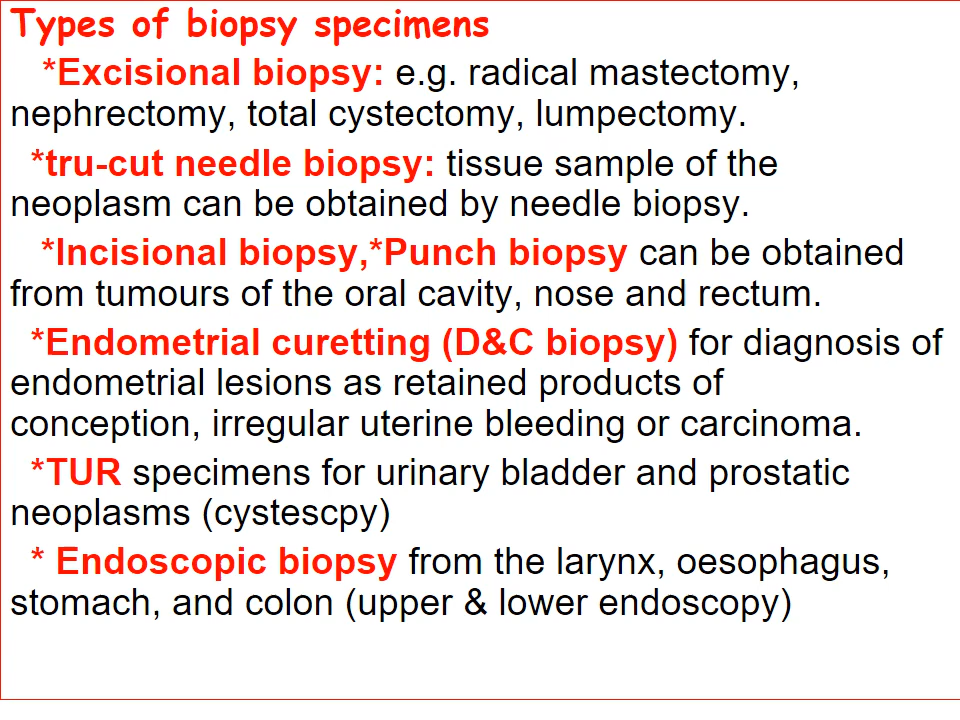 Types of biopsy specimens
*Excisional biopsy: e.g. radical mastectomy,
nephrectomy, total cystectomy, lumpectomy.
*tru-cut needle biopsy: tissue sample of the
neoplasm can be obtained by needle biopsy.
*Incisional biopsy,*Punch biopsy can be obtained
from tumours of the oral cavity, nose and rectum.
*Endometrial curetting (D&C biopsy) for diagnosis of
endometrial lesions as retained products of
conception, irregular uterine bleeding or carcinoma.
*TUR specimens for urinary bladder and prostatic
neoplasms (cystescpy)
* Endoscopic biopsy from the larynx, oesophagus,
stomach, and colon (upper & lower endoscopy)